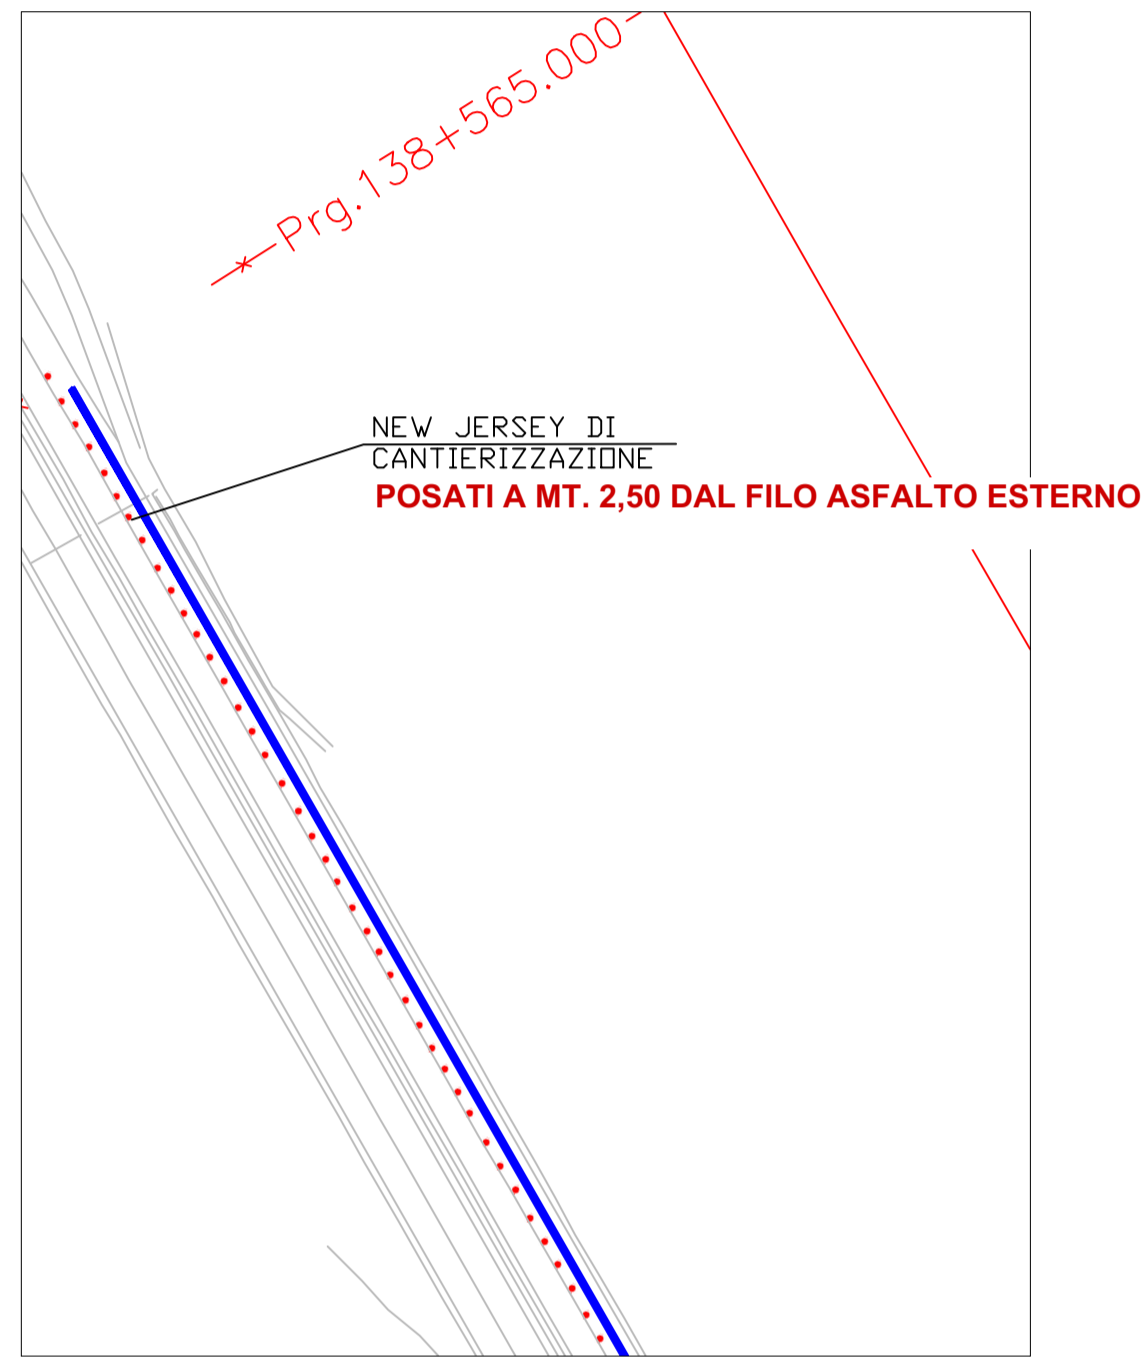 Prg.138+565.000
NEW JERSEY DI
CANTIERIZZAZIONE
POSATI A MT. 2,50 DAL FILO ASFALTO ESTERNO